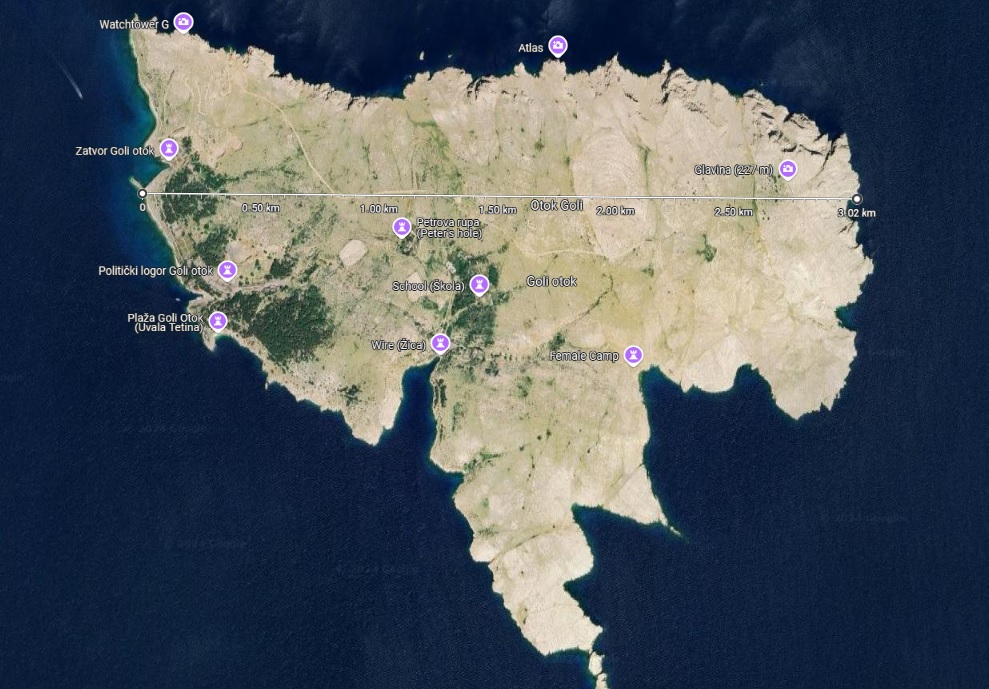 Watchtower G
Atlas
Zatvor Goli otok
Glavina (227 m)
0
0.50 km
1.00 km
1.50 km
Otok Goli
2.00 km
2.50 km
3.02 km
Petrova rupa
(Peter's hole)
Politički logor Goli otok
School (Škola)
Goli otok
Plaža Goli Otok
(Uvala Tetina)
Wire (Žica)
Female Camp